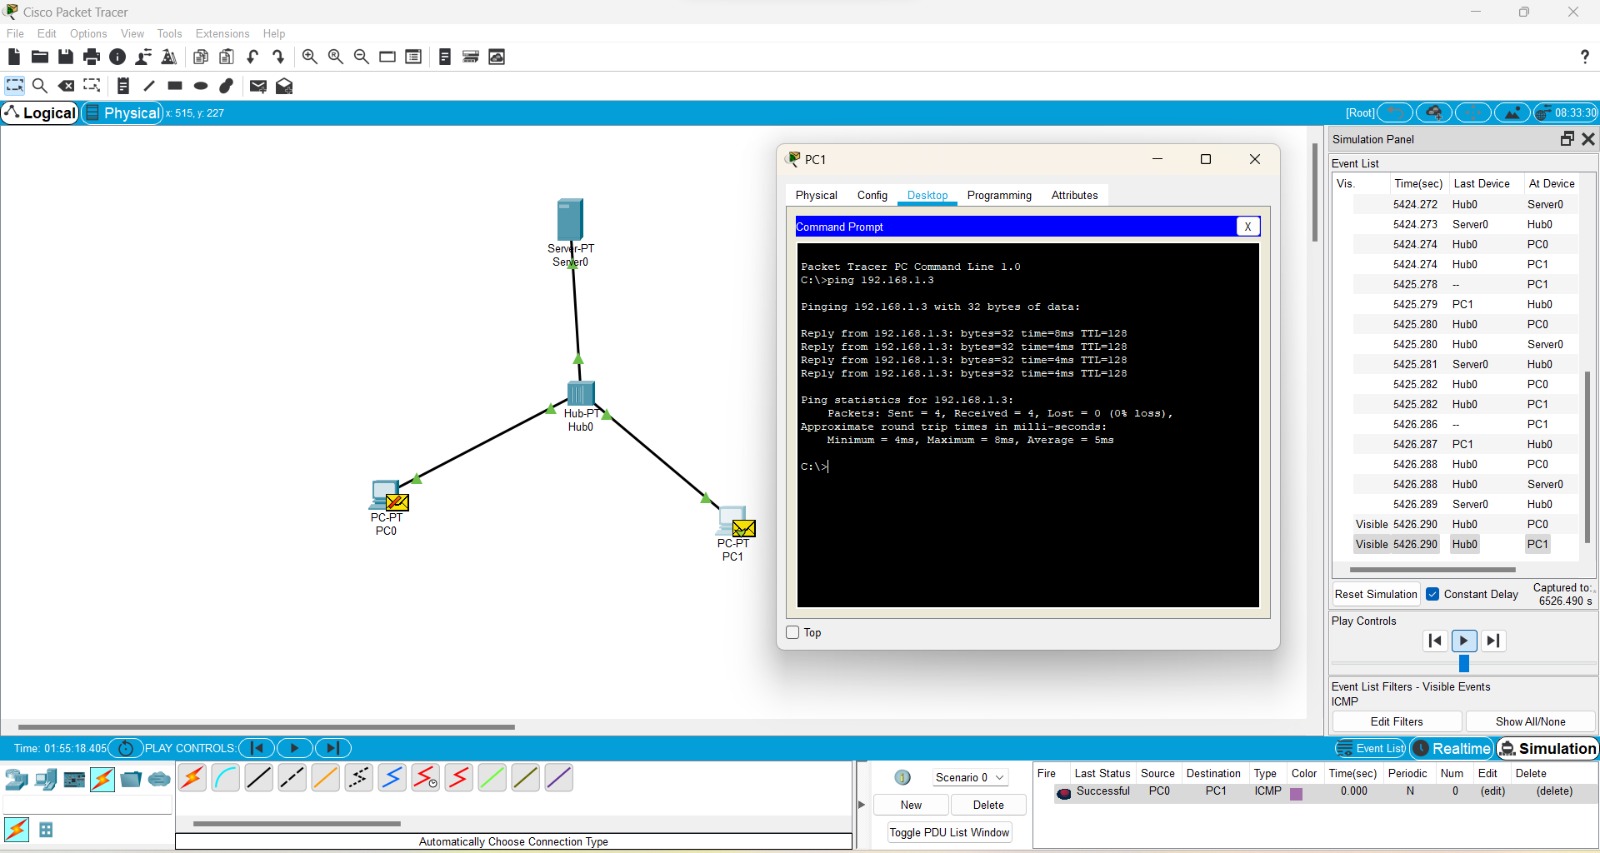 Cisco Packet Tracer
File Edit Options View Tools Extensions Help
?
Logical Physical x: 515, y: 227
[Root] 08:33:30
Server-PT
Server0
Hub-PT
Hub0
PC-PT
PC0
PC-PT
PC1
PC1
Physical Config Desktop Programming Attributes
Command Prompt X
Packet Tracer PC Command Line 1.0
C:\>ping 192.168.1.3
Pinging 192.168.1.3 with 32 bytes of data:
Reply from 192.168.1.3: bytes=32 time=8ms TTL=128
Reply from 192.168.1.3: bytes=32 time=4ms TTL=128
Reply from 192.168.1.3: bytes=32 time=4ms TTL=128
Reply from 192.168.1.3: bytes=32 time=4ms TTL=128
Ping statistics for 192.168.1.3:
Packets: Sent = 4, Received = 4, Lost = 0 (0% loss),
Approximate round trip times in milli-seconds:
Minimum = 4ms, Maximum = 8ms, Average = 5ms
C:\>
Top
Simulation Panel
Event List
Vis. Time(sec) Last Device At Device
5424.272 Hub0 Server0
5424.273 Server0 Hub0
5424.274 Hub0 PC0
5424.274 Hub0 PC1
5425.278 -- PC1
5425.279 PC1 Hub0
5425.280 Hub0 PC0
5425.280 Hub0 Server0
5425.281 Server0 Hub0
5425.282 Hub0 PC0
5425.282 Hub0 PC1
5426.286 -- PC1
5426.287 PC1 Hub0
5426.288 Hub0 PC0
5426.288 Hub0 Server0
5426.289 Server0 Hub0
Visible 5426.290 Hub0 PC0
Visible 5426.290 Hub0 PC1
Reset Simulation Constant Delay Captured to:
6526.490 s
Play Controls
Event List Filters - Visible Events
ICMP
Edit Filters Show All/None
Time: 01:55:18.405 PLAY CONTROLS: Event List Realtime Simulation
Automatically Choose Connection Type
Scenario 0
New Delete
Toggle PDU List Window
Fire Last Status Source Destination Type Color Time(sec) Periodic Num Edit Delete
Successful PC0 PC1 ICMP 0.000 N 0 (edit) (delete)